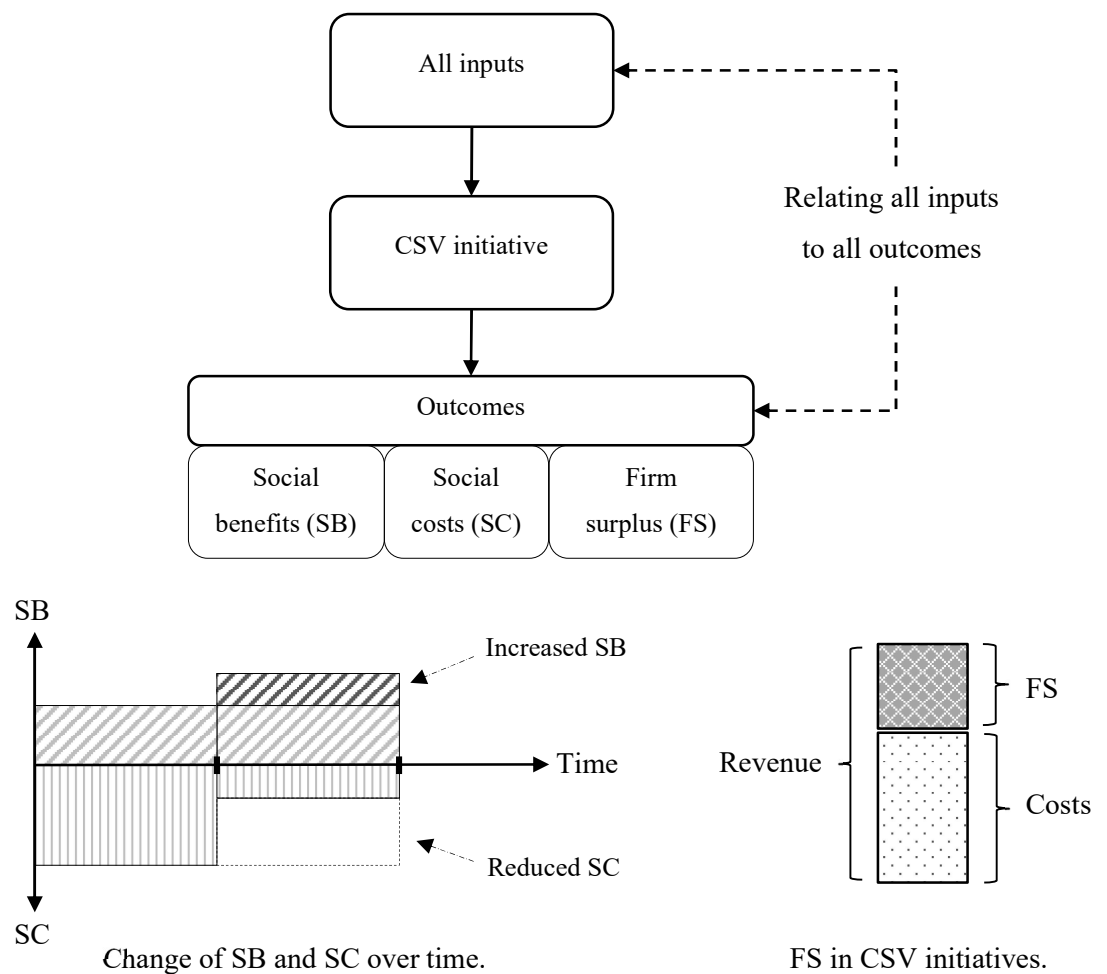 All inputs
Relating all inputs
to all outcomes
CSV initiative
Outcomes
Social
benefits (SB)
Social
costs (SC)
Firm
surplus (FS)
SB
Increased SB
Time
Reduced SC
SC
Change of SB and SC over time.
FS
Revenue
Costs
FS in CSV initiatives.